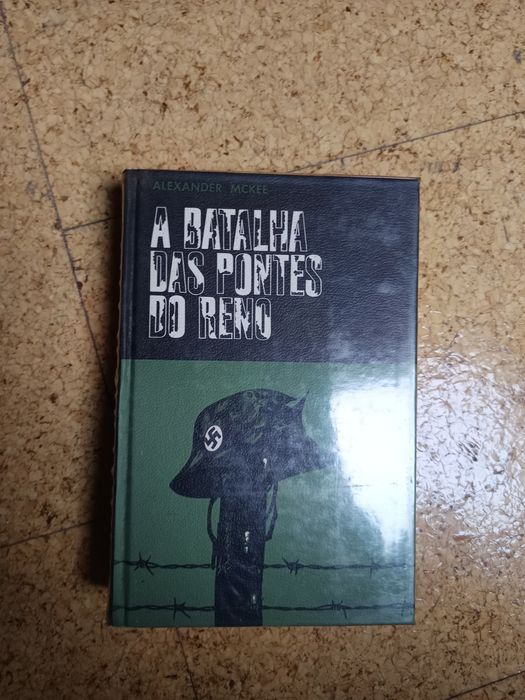 ALEXANDER MCKEE
A BATALHA
DAS PONTES
DO RENO